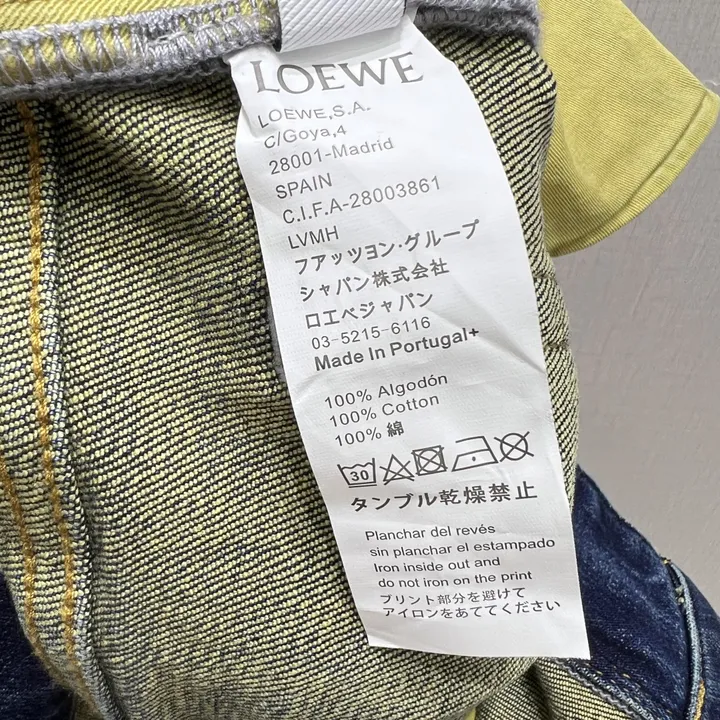 LOEWE
LOEWE,S.A.
C/Goya,4
28001-Madrid
SPAIN
C.I.F.A-28003861
LVMH
フアッツヨン·グループ
シャパン株式会社
ロエベジャパン
03-5215-6116
Made In Portugal+
100% Algodón
100% Cotton
100% 綿
30
タンブル乾燥禁止
Planchar del revés
sin planchar el estampado
Iron inside out and
do not iron on the print
プリント部分を避けて
アイロンをあててください